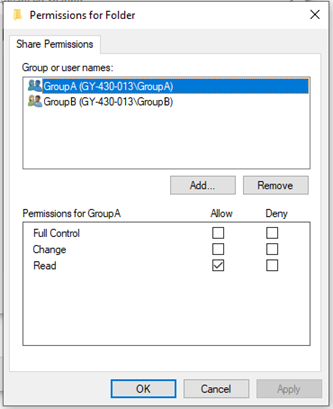 Permissions for Folder
Share Permissions
Group or user names:
GroupA (GY-430-013\GroupA)
GroupB (GY-430-013\GroupB)
Add...
Remove
Permissions for GroupA
Allow
Deny
Full Control
Change
Read
OK
Cancel
Apply